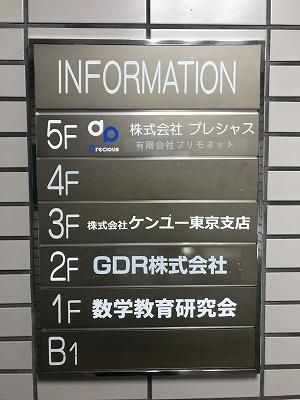 INFORMATION
5F precious 株式会社 プレシャス
有限会社プリモネット
4F
3F 株式会社ケンユー東京支店
2F GDR株式会社
1F 数学教育研究会
B1